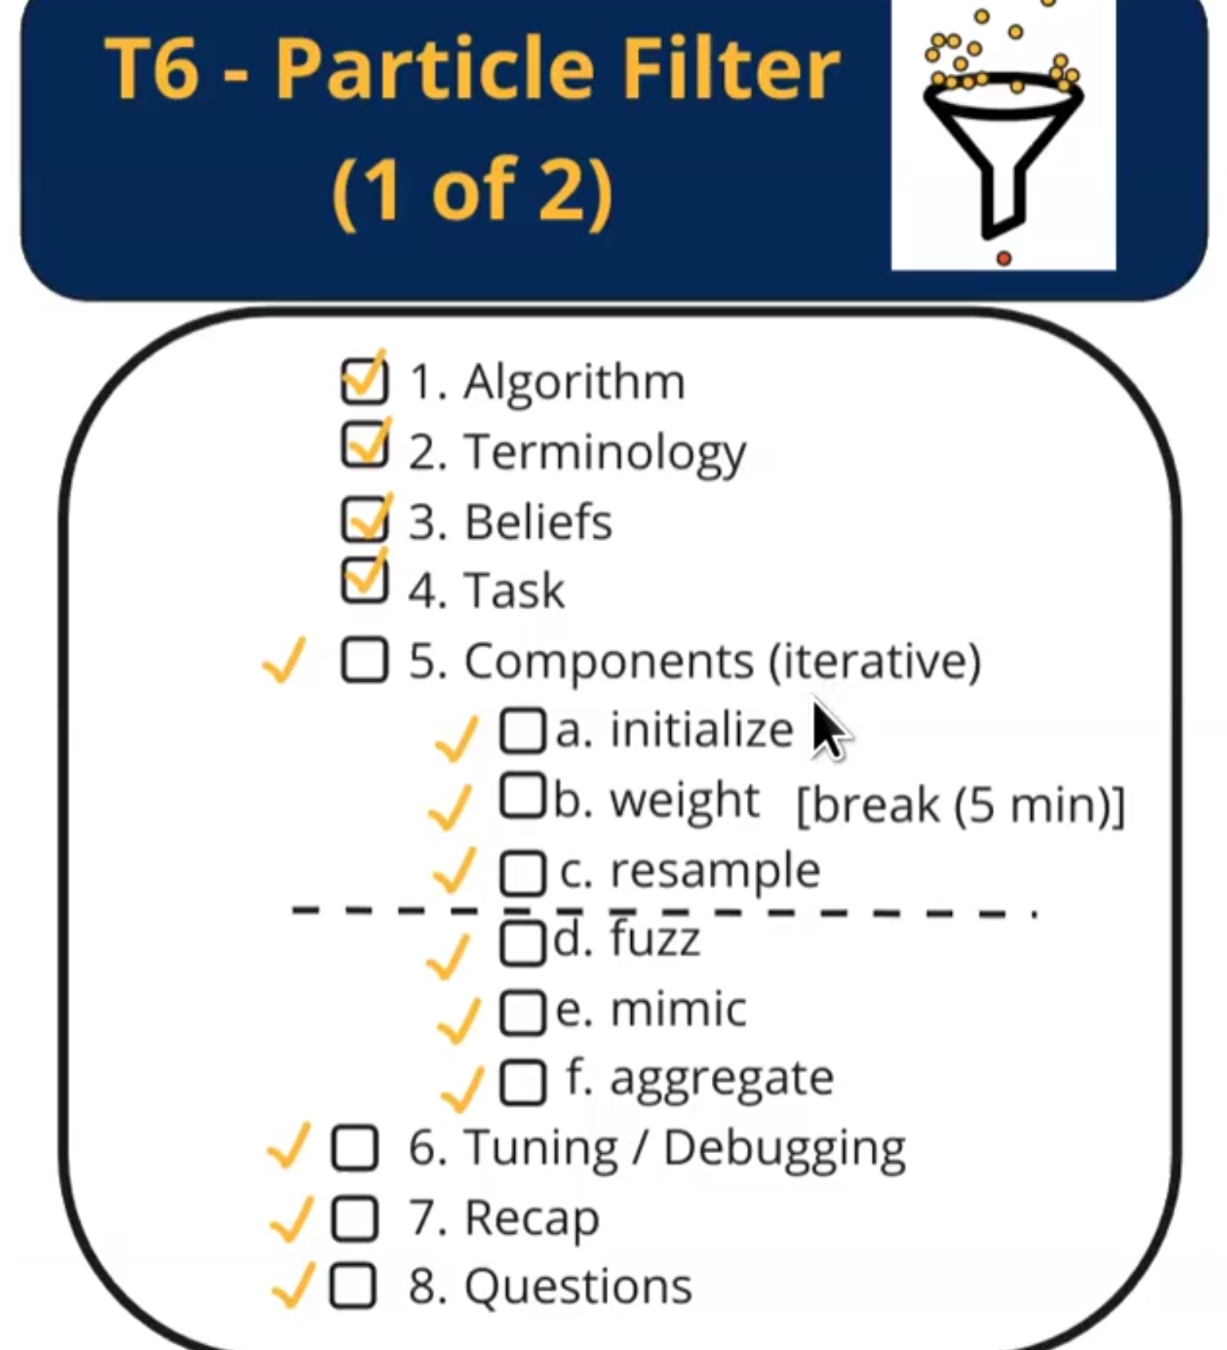 T6 - Particle Filter
(1 of 2)
1. Algorithm
2. Terminology
3. Beliefs
4. Task
5. Components (iterative)
a. initialize
b. weight [break (5 min)]
c. resample
d. fuzz
e. mimic
f. aggregate
6. Tuning / Debugging
7. Recap
8. Questions